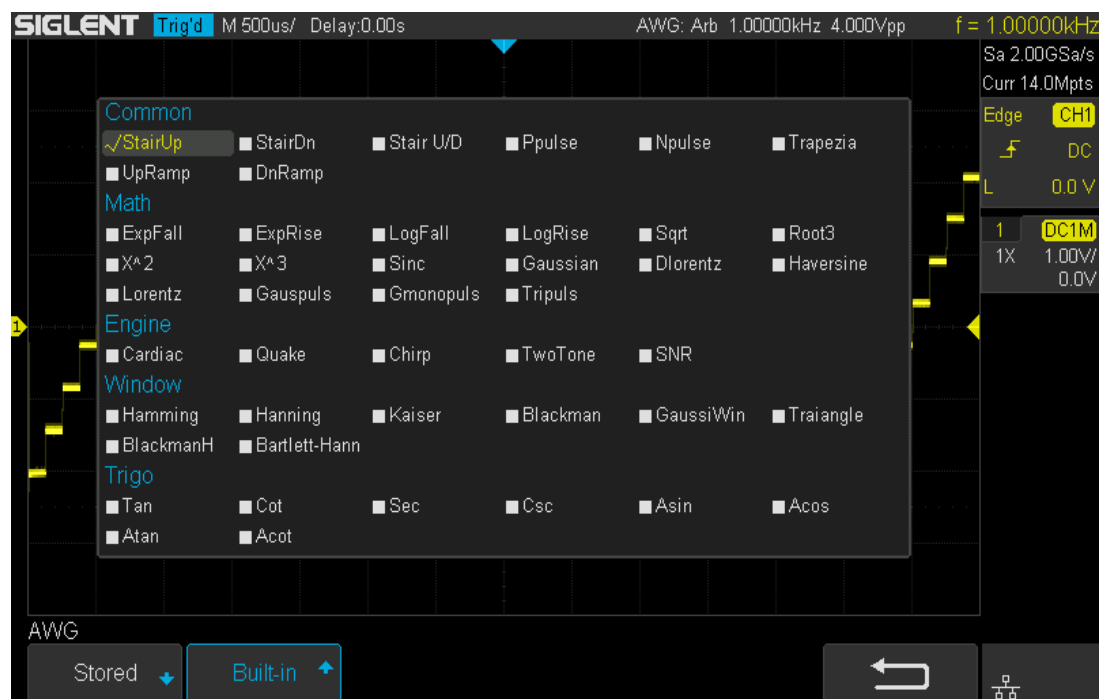 SIGLENT Trig'd M 500us/ Delay:0.00s AWG: Arb 1.00000kHz 4.000Vpp f = 1.00000kHz
Sa 2.00GSa/s
Curr 14.0Mpts
Edge CH1
DC
L 0.0 V
1 DC1M
1X 1.00V/
0.0V
1
Common
StairUp StairDn Stair U/D Ppulse Npulse Trapezia
UpRamp DnRamp
Math
ExpFall ExpRise LogFall LogRise Sqrt Root3
X^2 X^3 Sinc Gaussian Dlorentz Haversine
Lorentz Gauspuls Gmonopuls Tripuls
Engine
Cardiac Quake Chirp TwoTone SNR
Window
Hamming Hanning Kaiser Blackman GaussiWin Traiangle
BlackmanH Bartlett-Hann
Trigo
Tan Cot Sec Csc Asin Acos
Atan Acot
AWG
Stored Built-in